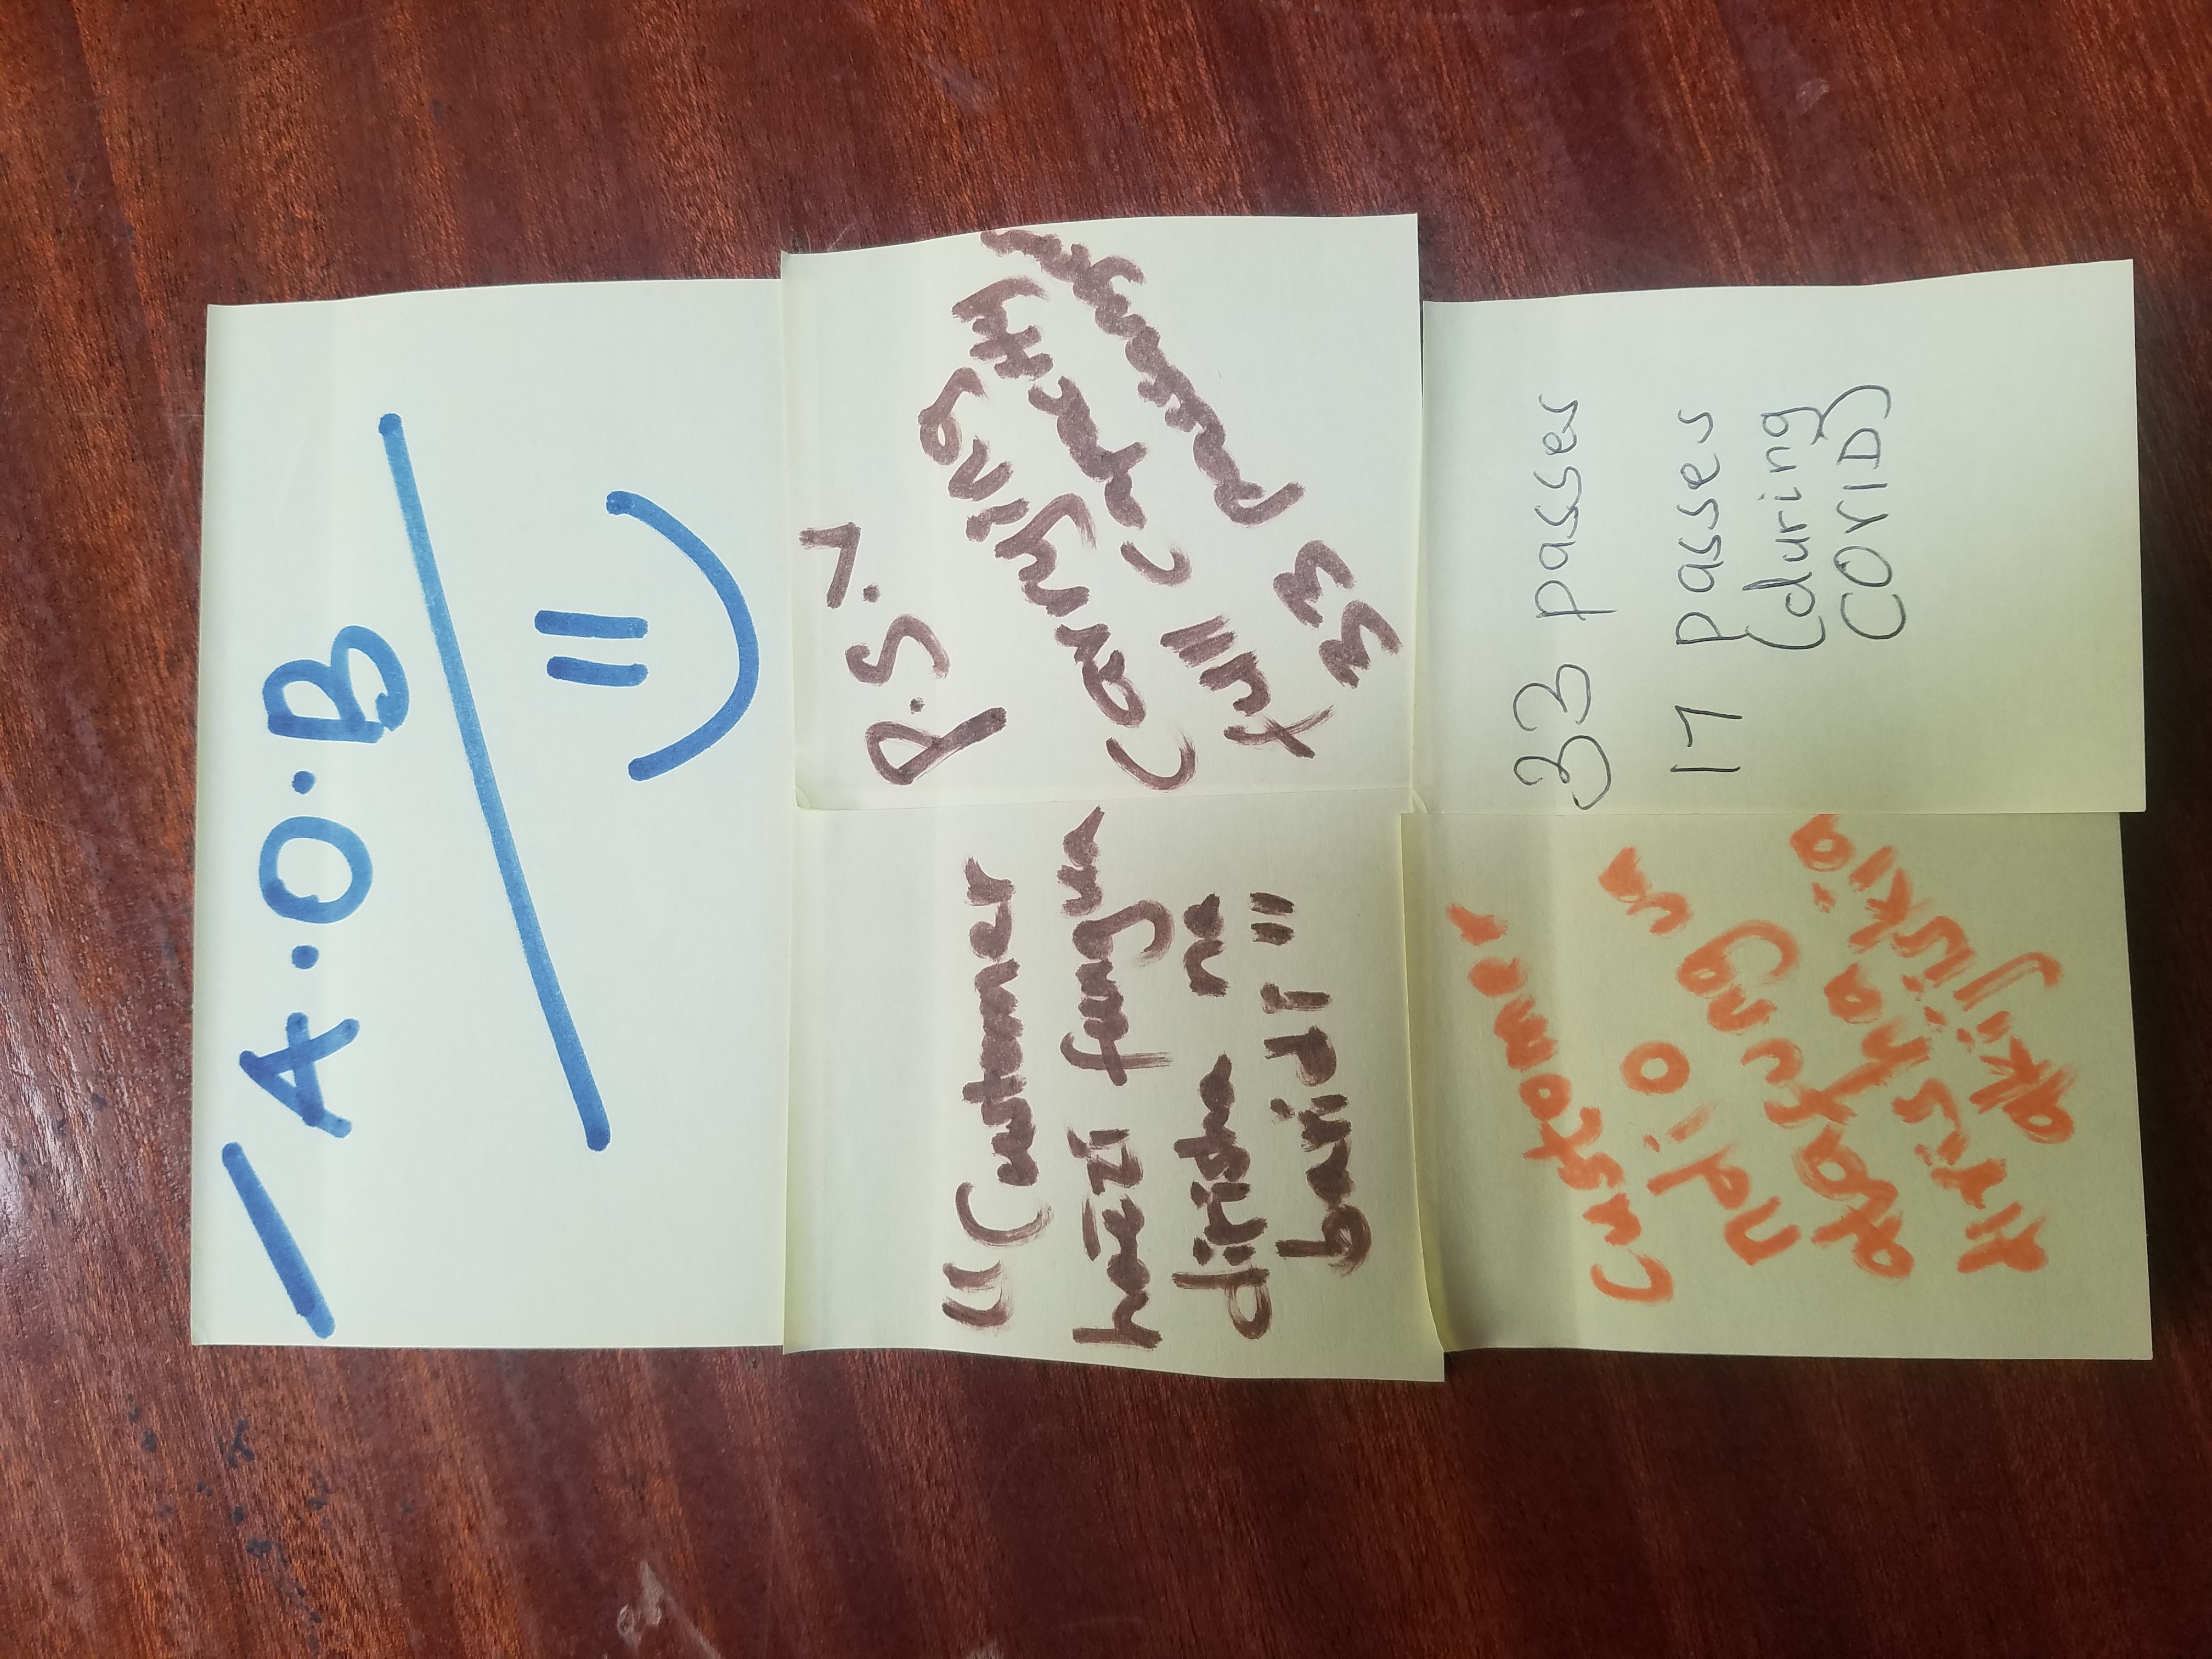 A.O.B
"Customer
haezi fungua
dirisha na
baridi"
P.S.V
Carrying
full capacity
33 passangers
Customer
ndio
atafungua
dirisha
akijiskia
33 passes
17 passes
(during
COVID)